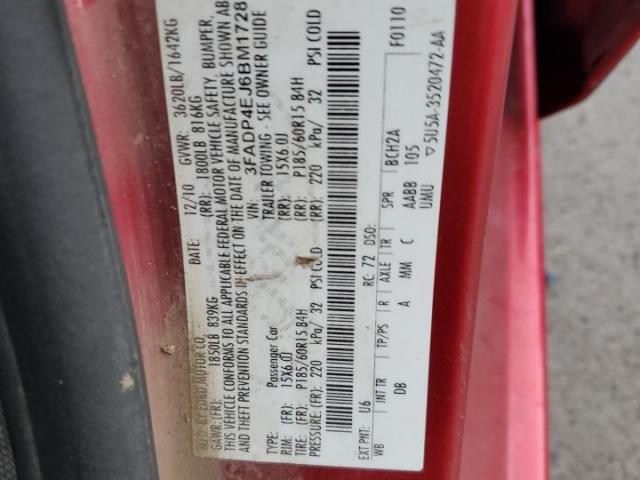 MFD. BY FORD MOTOR CO.
DATE: 12/10 GVWR: 3620LB/1642KG
GAWR:(FR): 1850LB 839KG (RR): 1800LB 816KG
THIS VEHICLE CONFORMS TO ALL APPLICABLE FEDERAL MOTOR VEHICLE SAFETY, BUMPER,
AND THEFT PREVENTION STANDARDS IN EFFECT ON THE DATE OF MANUFACTURE SHOWN, AB
VIN: 3FADP4EJ6BM1728
TYPE: Passenger Car TRAILER TOWING - SEE OWNER GUIDE
RIM: (FR): 15X6.0J (RR): 15X6.0J
TIRE: (FR): P185/60R15 84H (RR): P185/60R15 84H
PRESSURE:(FR): 220 kPa/ 32 PSI COLD (RR): 220 kPa/ 32 PSI COLD
EXT PNT: U6 RC: 72 DSO: F0110
WB INT TR TP/PS R AXLE TR SPR BCH2A
DB A MM C AABB 105
UMU ▽5U5A-3520472-AA